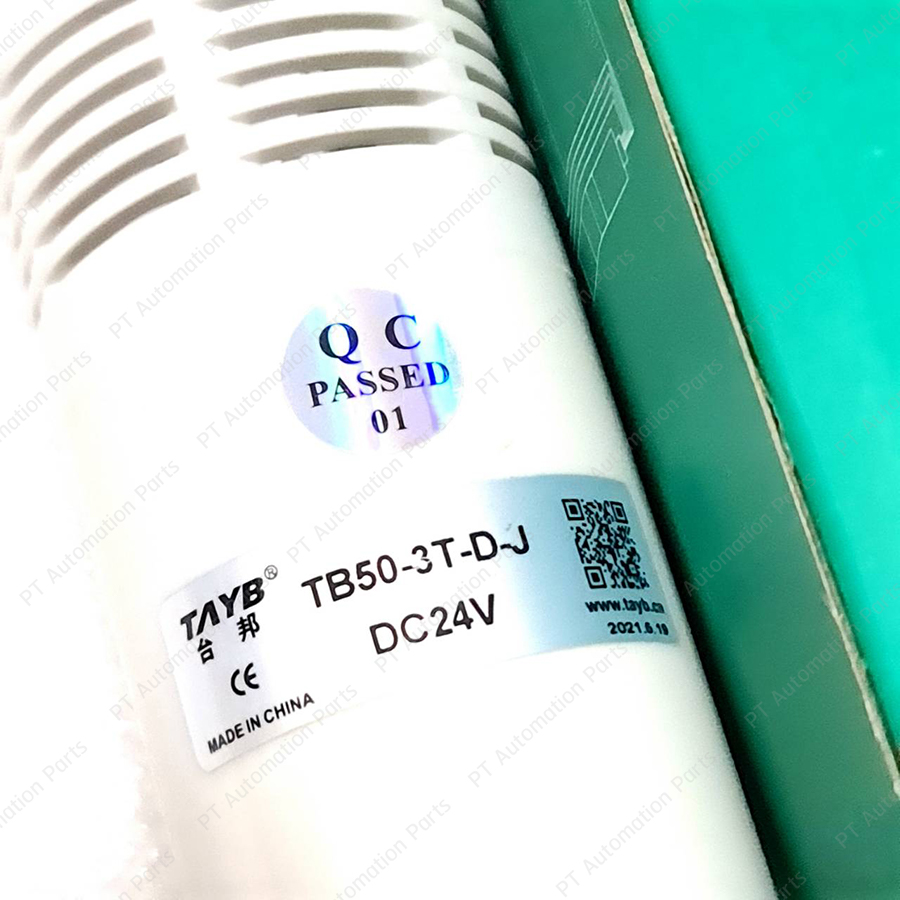 Q C
PASSED
01
TAYB®
台邦
TB50-3T-D-J
DC24V
CE
MADE IN CHINA
www.tayb.cn
2021.6.19
PT Automation Parts